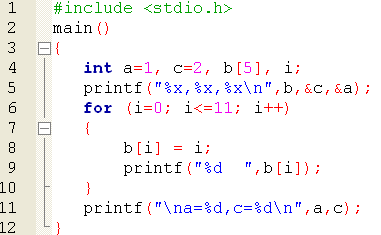 1 #include <stdio.h>
2 main()
3 {
4 int a=1, c=2, b[5], i;
5 printf("%x,%x,%x\n",b,&c,&a);
6 for (i=0; i<=11; i++)
7 {
8 b[i] = i;
9 printf("%d  ",b[i]);
10 }
11 printf("\na=%d,c=%d\n",a,c);
12 }